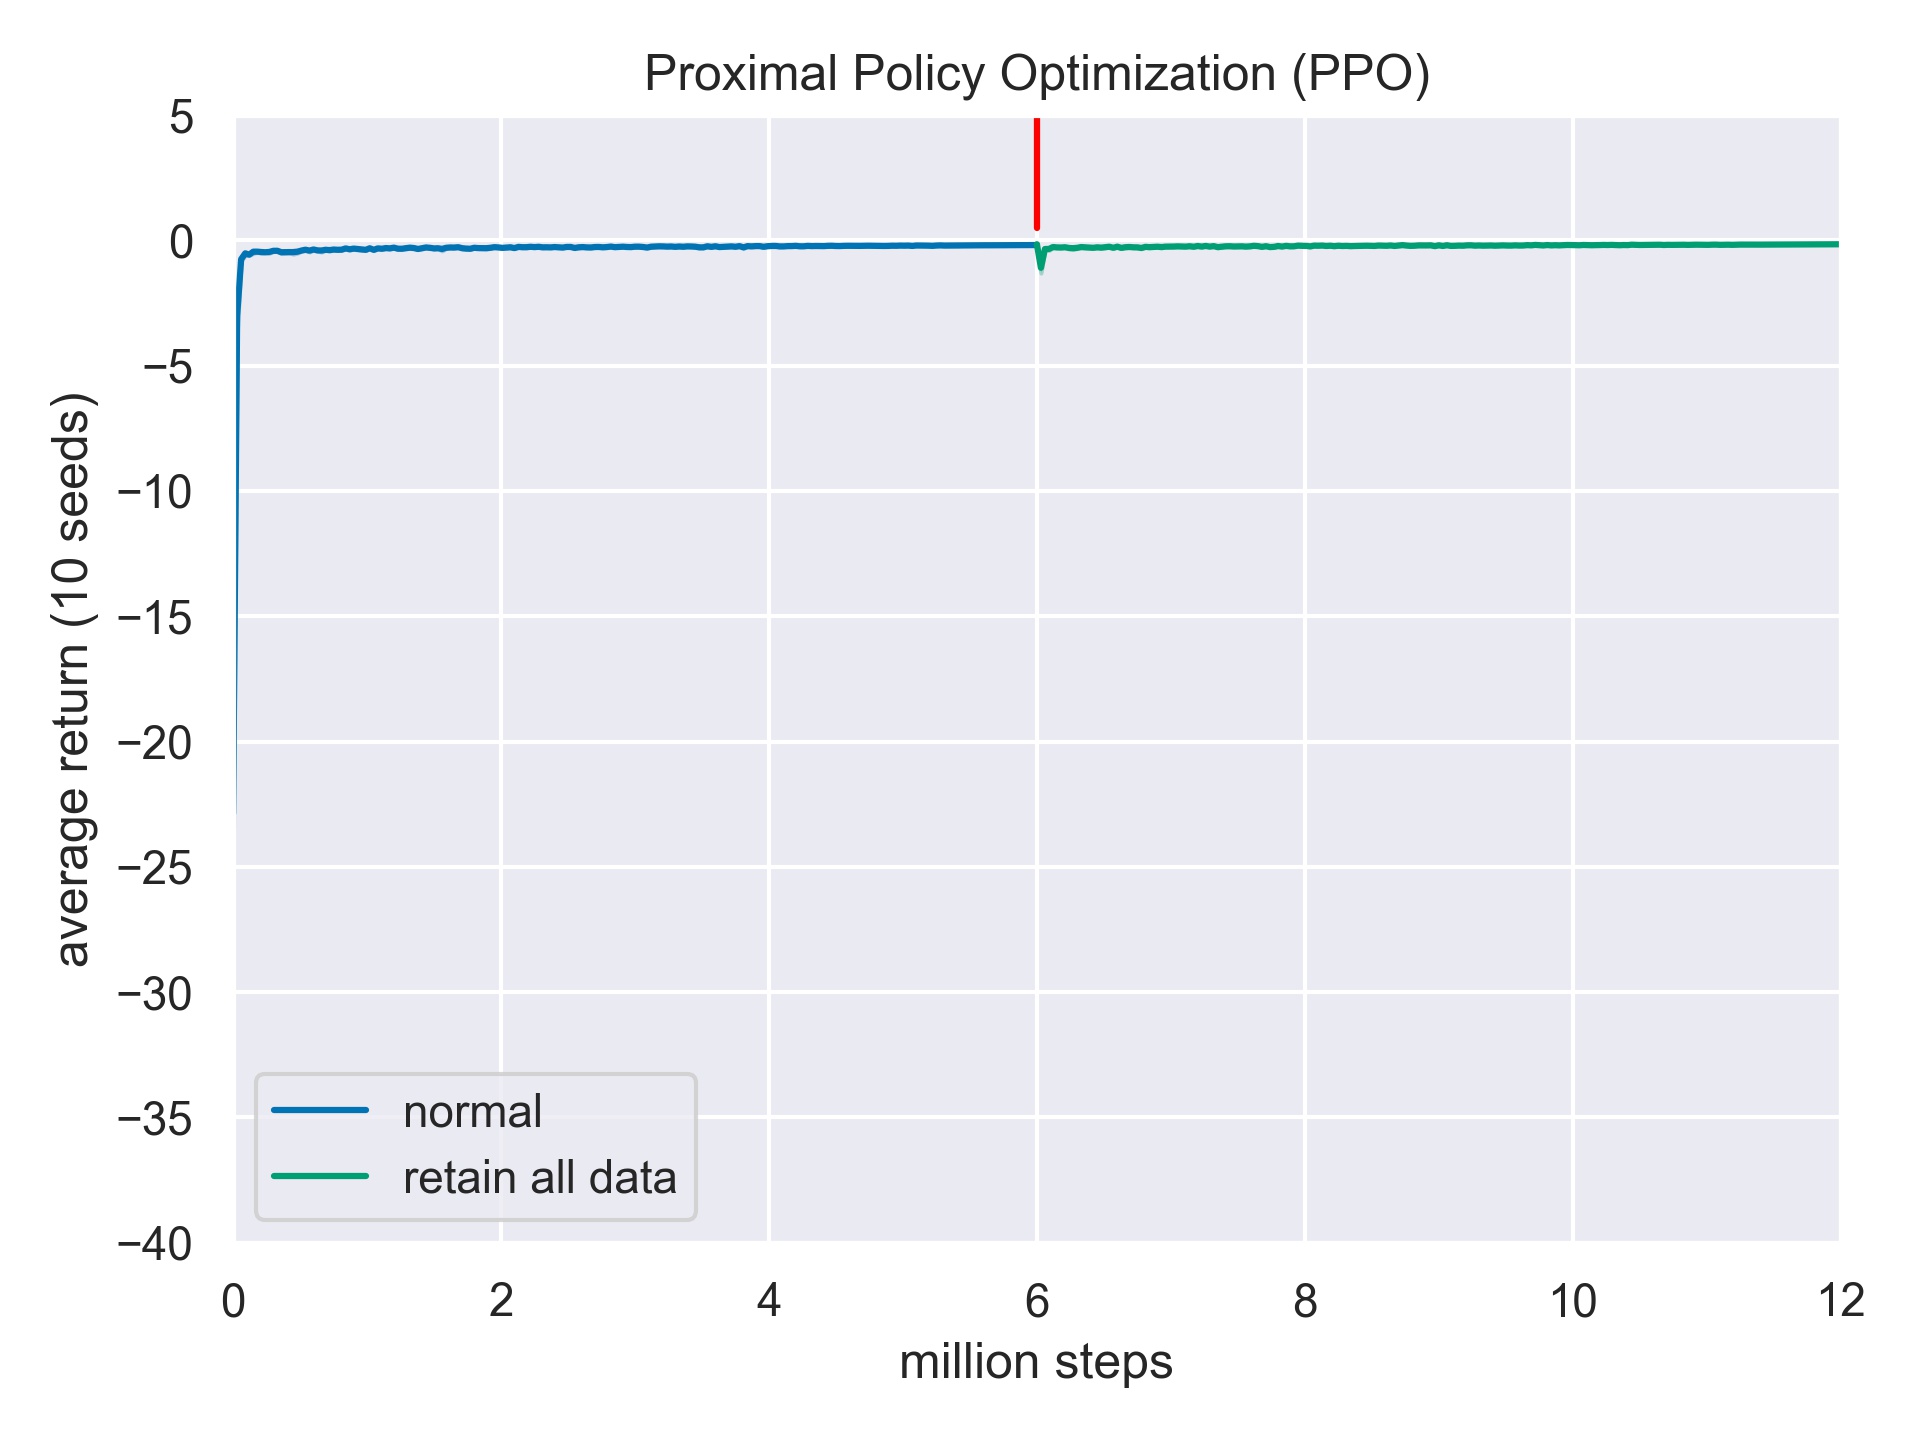 Proximal Policy Optimization (PPO)
5
0
−5
−10
−15
−20
−25
−30
−35
−40
average return (10 seeds)
normal
retain all data
0 2 4 6 8 10 12
million steps